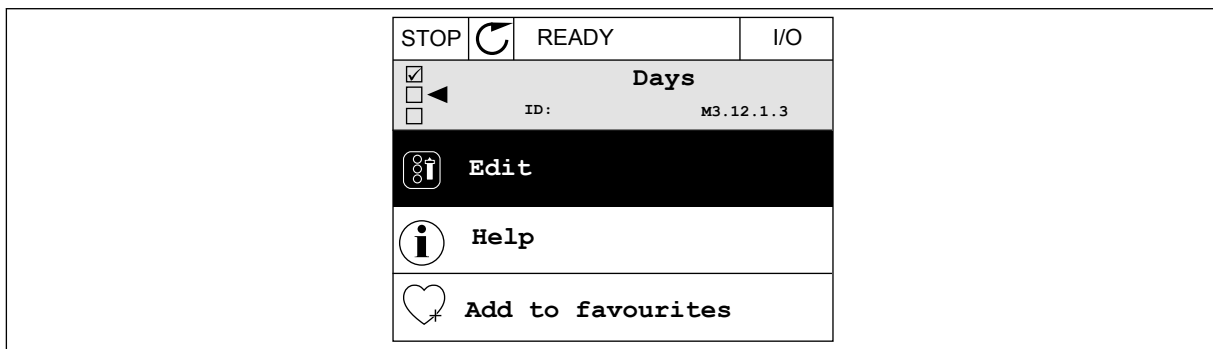 STOP READY I/O
Days
ID: M3.12.1.3
Edit
Help
Add to favourites